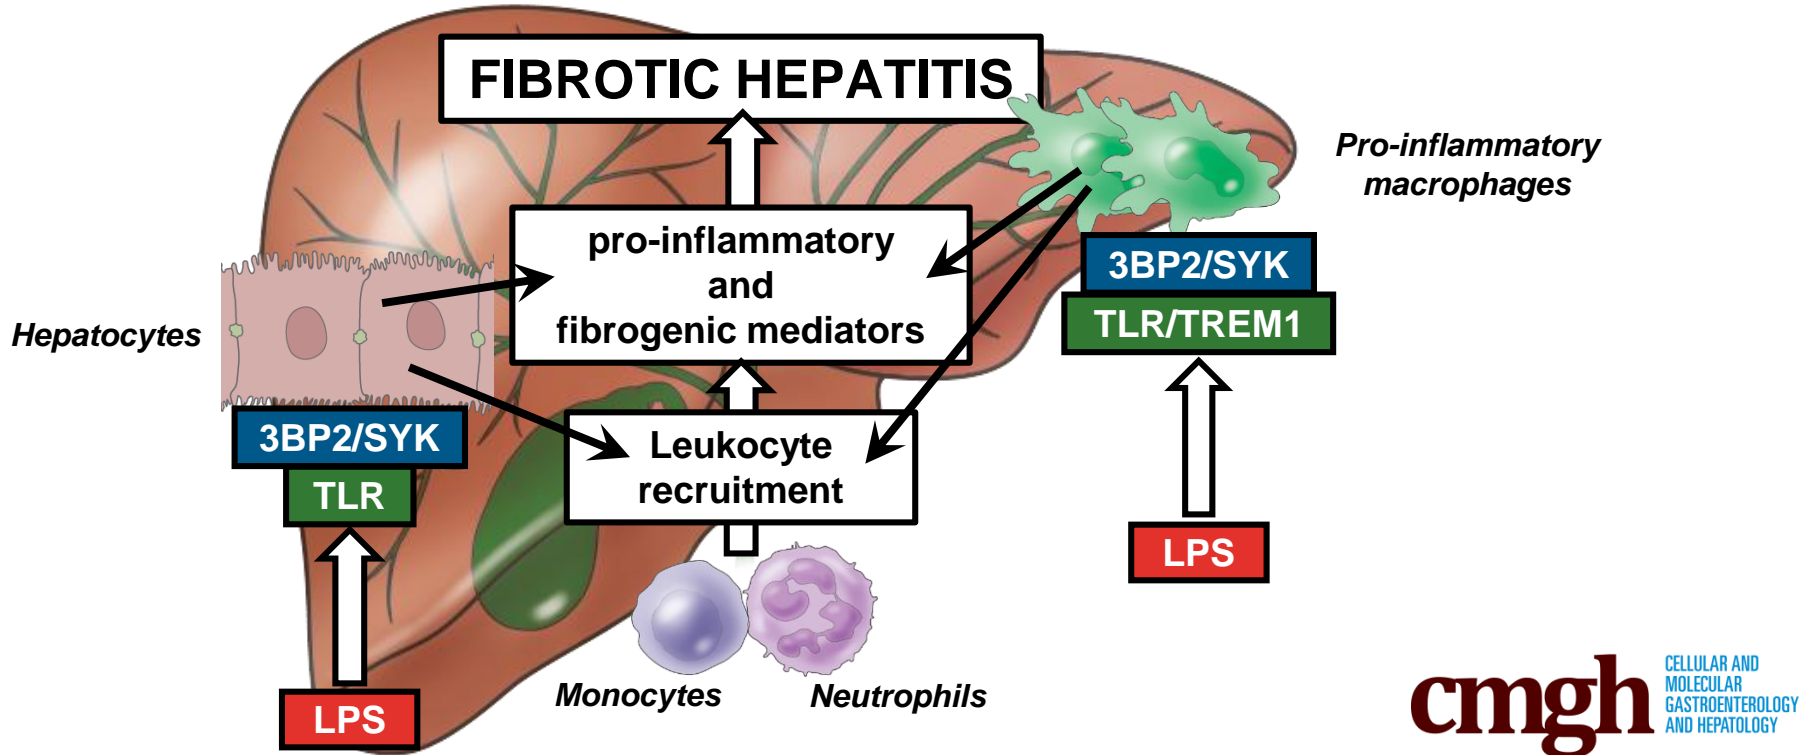 FIBROTIC HEPATITIS
Pro-inflammatory
macrophages
pro-inflammatory
and
fibrogenic mediators
3BP2/SYK
TLR/TREM1
Hepatocytes
3BP2/SYK
TLR
Leukocyte
recruitment
LPS
Monocytes
Neutrophils
LPS
cmgh
CELLULAR AND
MOLECULAR
GASTROENTEROLOGY
AND HEPATOLOGY